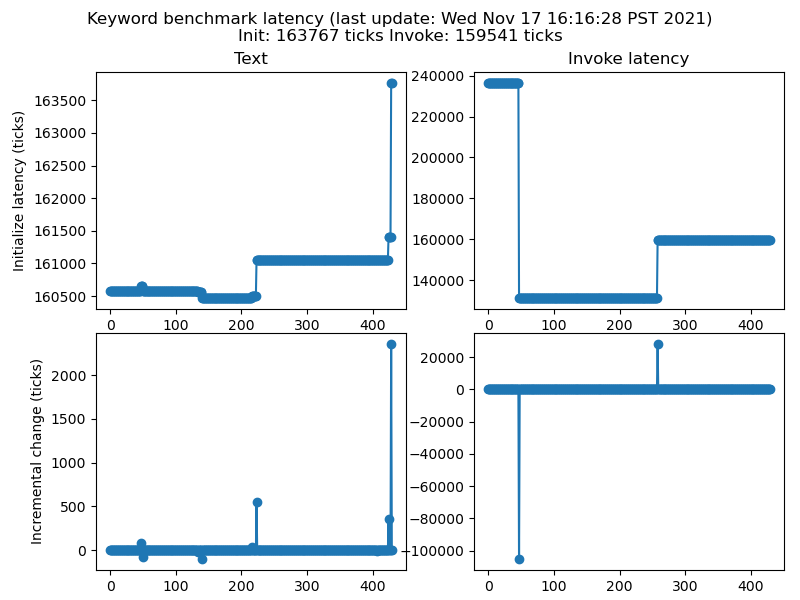 Keyword benchmark latency (last update: Wed Nov 17 16:16:28 PST 2021)
Init: 163767 ticks Invoke: 159541 ticks
Text
Invoke latency
Initialize latency (ticks)
163500
163000
162500
162000
161500
161000
160500
0 100 200 300 400
240000
220000
200000
180000
160000
140000
0 100 200 300 400
Incremental change (ticks)
2000
1500
1000
500
0
0 100 200 300 400
20000
0
−20000
−40000
−60000
−80000
−100000
0 100 200 300 400